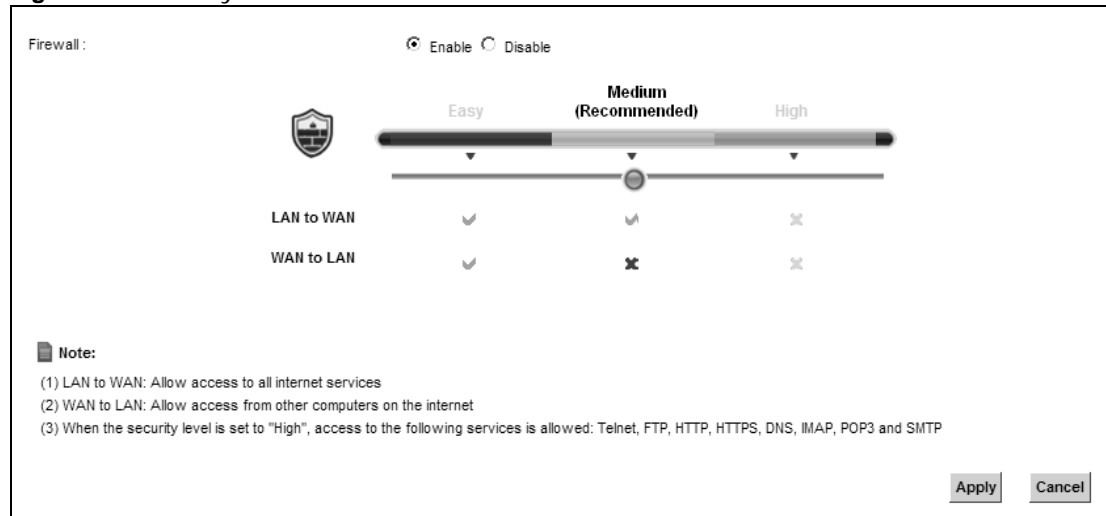 Firewall :
Enable Disable
Easy
Medium
(Recommended)
High
LAN to WAN
WAN to LAN
Note:
(1) LAN to WAN: Allow access to all internet services
(2) WAN to LAN: Allow access from other computers on the internet
(3) When the security level is set to "High", access to the following services is allowed: Telnet, FTP, HTTP, HTTPS, DNS, IMAP, POP3 and SMTP
Apply Cancel